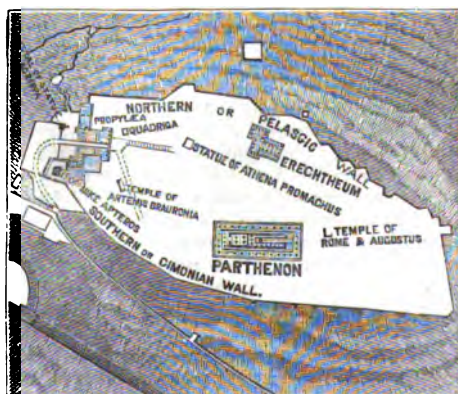 NORTHERN OR PELASGIC WALL
PROPYLÆA
QUADRIGA
STATUE OF ATHENA PROMACHUS
ERECHTHEUM
TEMPLE OF
ARTEMIS BRAURONIA
NIKE APTEROS
SOUTHERN OR CIMONIAN WALL.
PARTHENON
TEMPLE OF
ROME & AUGUSTUS